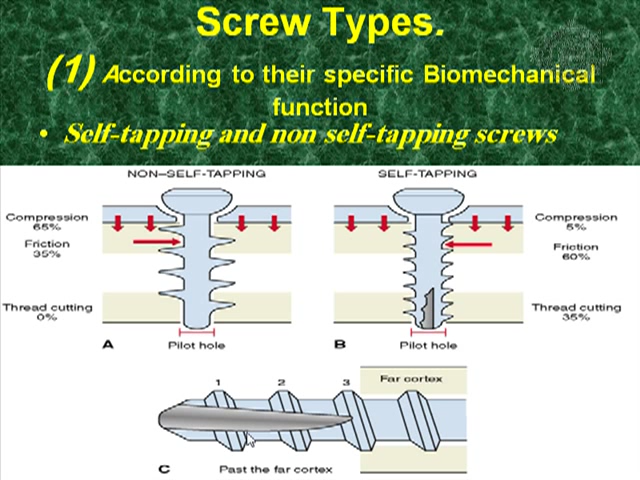 Screw Types.
(1) According to their specific Biomechanical
function
• Self-tapping and non self-tapping screws
NON–SELF-TAPPING
SELF-TAPPING
Compression
65%
Friction
35%
Thread cutting
0%
A
Pilot hole
Compression
5%
Friction
60%
Thread cutting
35%
B
Pilot hole
1 2 3
Far cortex
C
Past the far cortex